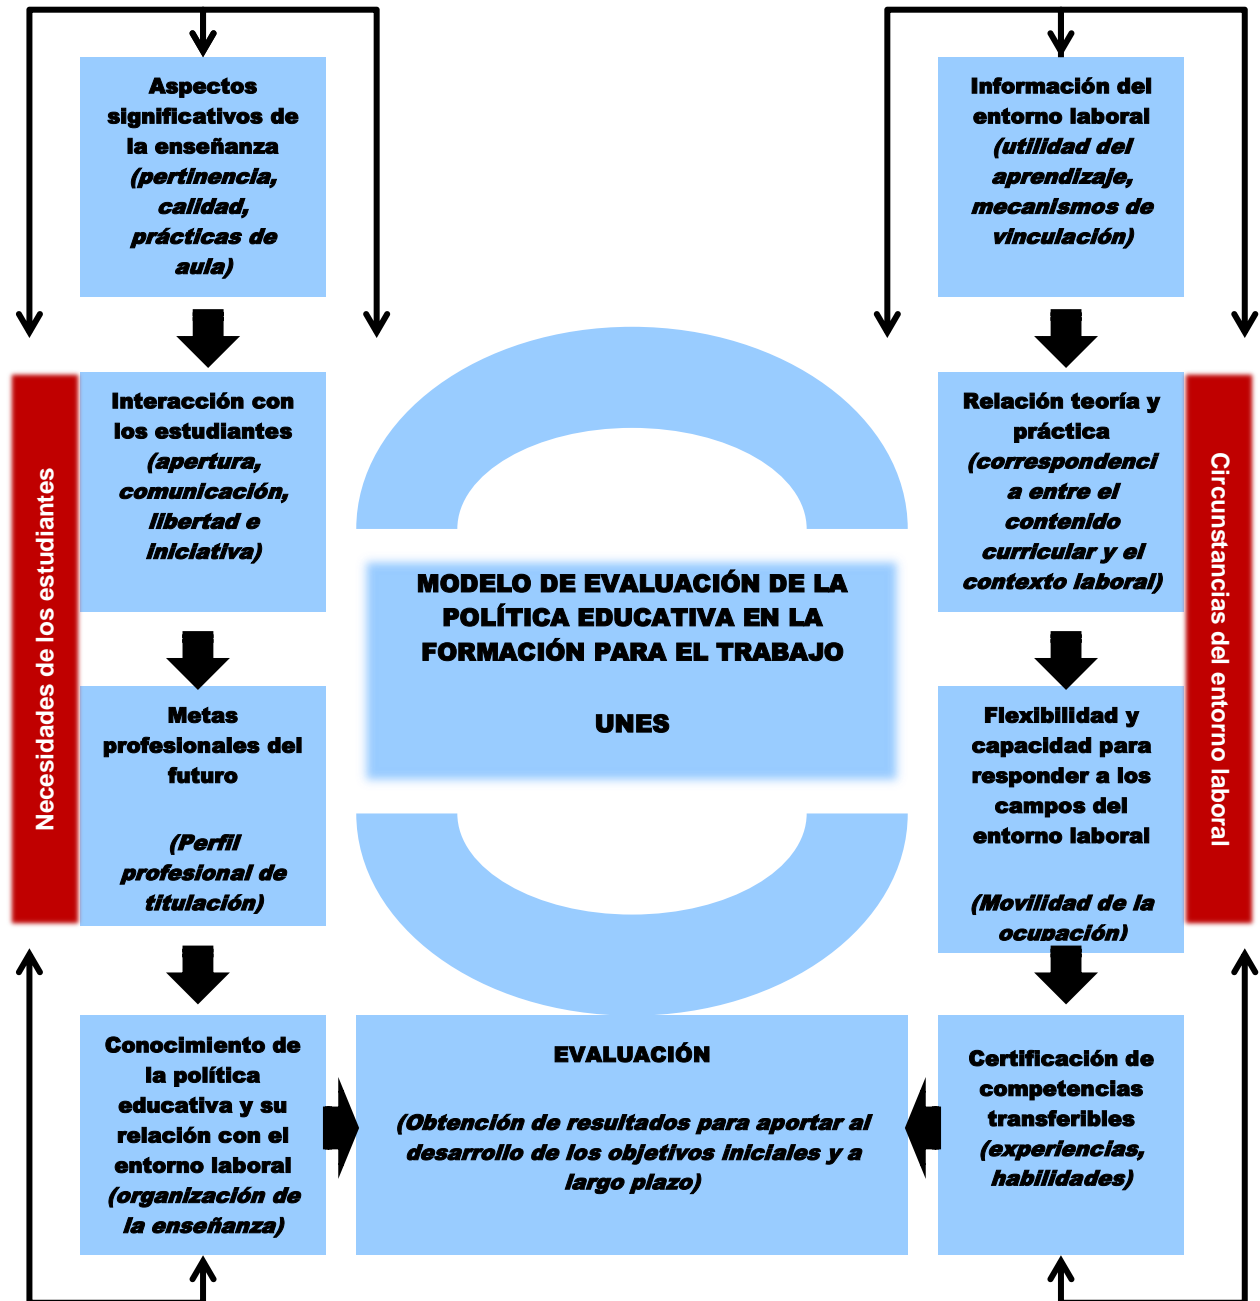 Aspectos
significativos de
la enseñanza
(pertinencia,
calidad,
prácticas de
aula)
Interacción con
los estudiantes
(apertura,
comunicación,
libertad e
iniciativa)
Metas
profesionales del
futuro
(Perfil
profesional de
titulación)
Conocimiento de
la política
educativa y su
relación con el
entorno laboral
(organización de
la enseñanza)
Necesidades de los estudiantes
MODELO DE EVALUACIÓN DE LA
POLÍTICA EDUCATIVA EN LA
FORMACIÓN PARA EL TRABAJO
UNES
EVALUACIÓN
(Obtención de resultados para aportar al
desarrollo de los objetivos iniciales y a
largo plazo)
Información del
entorno laboral
(utilidad del
aprendizaje,
mecanismos de
vinculación)
Relación teoría y
práctica
(correspondenci
a entre el
contenido
curricular y el
contexto laboral)
Flexibilidad y
capacidad para
responder a los
campos del
entorno laboral
(Movilidad de la
ocupación)
Certificación de
competencias
transferibles
(experiencias,
habilidades)
Circunstancias del entorno laboral